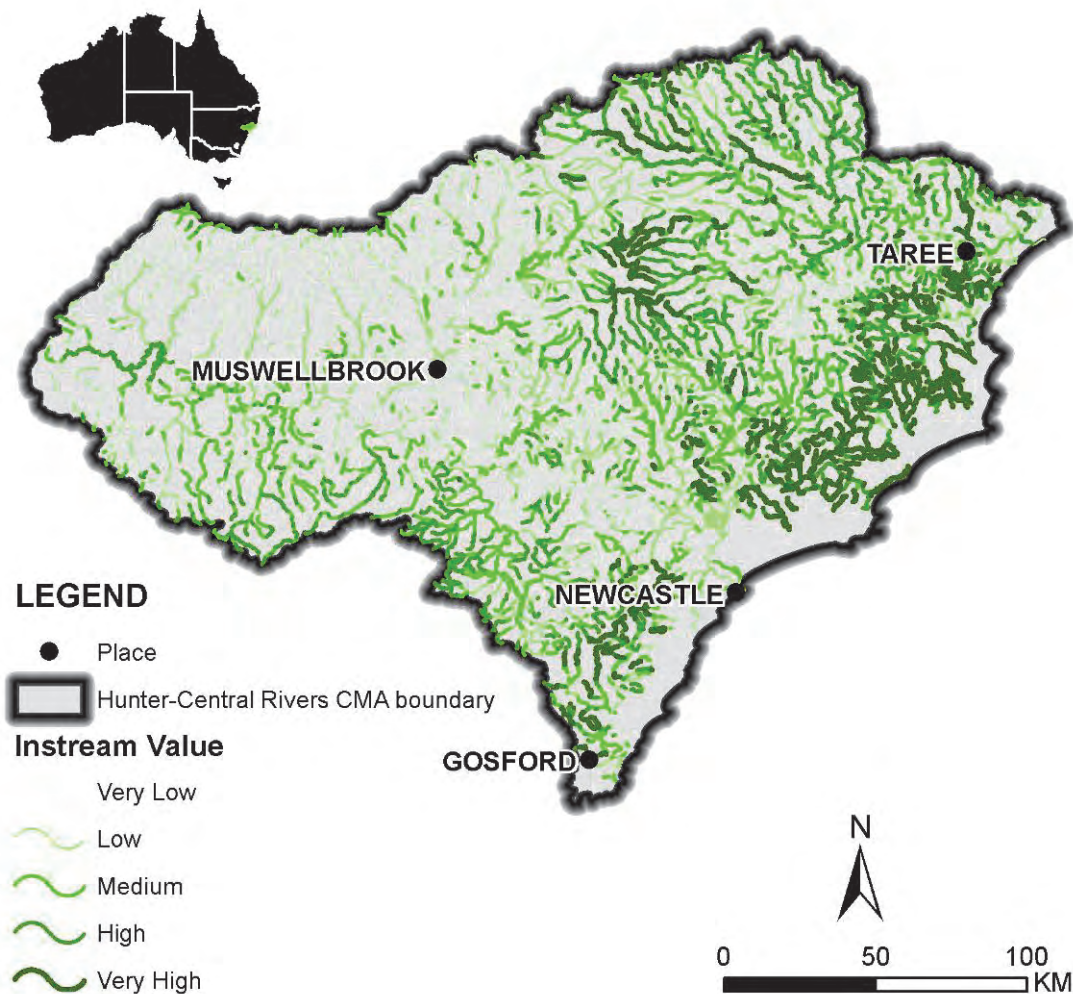 TAREE
MUSWELLBROOK
NEWCASTLE
GOSFORD
LEGEND
Place
Hunter-Central Rivers CMA boundary
Instream Value
Very Low
Low
Medium
High
Very High
N
0 50 100
KM